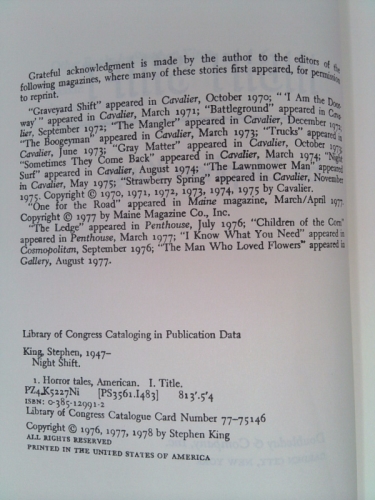 Grateful acknowledgment is made by the author to the editors of the
following magazines, where many of these stories first appeared, for permission
to reprint.
"Graveyard Shift" appeared in Cavalier, October 1970; "'I Am the Door-
way'" appeared in Cavalier, March 1971; "Battleground" appeared in Cava-
lier, September 1972; "The Mangler" appeared in Cavalier, December 1972;
"The Boogeyman" appeared in Cavalier, March 1973; "Trucks" appeared in
Cavalier, June 1973; "Gray Matter" appeared in Cavalier, October 1973;
"Sometimes They Come Back" appeared in Cavalier, March 1974; "Night
Surf" appeared in Cavalier, August 1974; "The Lawnmower Man" appeared
in Cavalier, May 1975; "Strawberry Spring" appeared in Cavalier, November
1975. Copyright © 1970, 1971, 1972, 1973, 1974, 1975 by Cavalier.
"One for the Road" appeared in Maine magazine, March/April 1977.
Copyright © 1977 by Maine Magazine Co., Inc.
"The Ledge" appeared in Penthouse, July 1976; "Children of the Corn"
appeared in Penthouse, March 1977; "I Know What You Need" appeared in
Cosmopolitan, September 1976; "The Man Who Loved Flowers" appeared in
Gallery, August 1977.
Library of Congress Cataloging in Publication Data
King, Stephen, 1947–
Night Shift.
1. Horror tales, American. I. Title.
PZ4.K5227Ni [PS3561.I483] 813'.5'4
ISBN: 0-385-12991-2
Library of Congress Catalogue Card Number 77-75146
Copyright © 1976, 1977, 1978 by Stephen King
ALL RIGHTS RESERVED
PRINTED IN THE UNITED STATES OF AMERICA